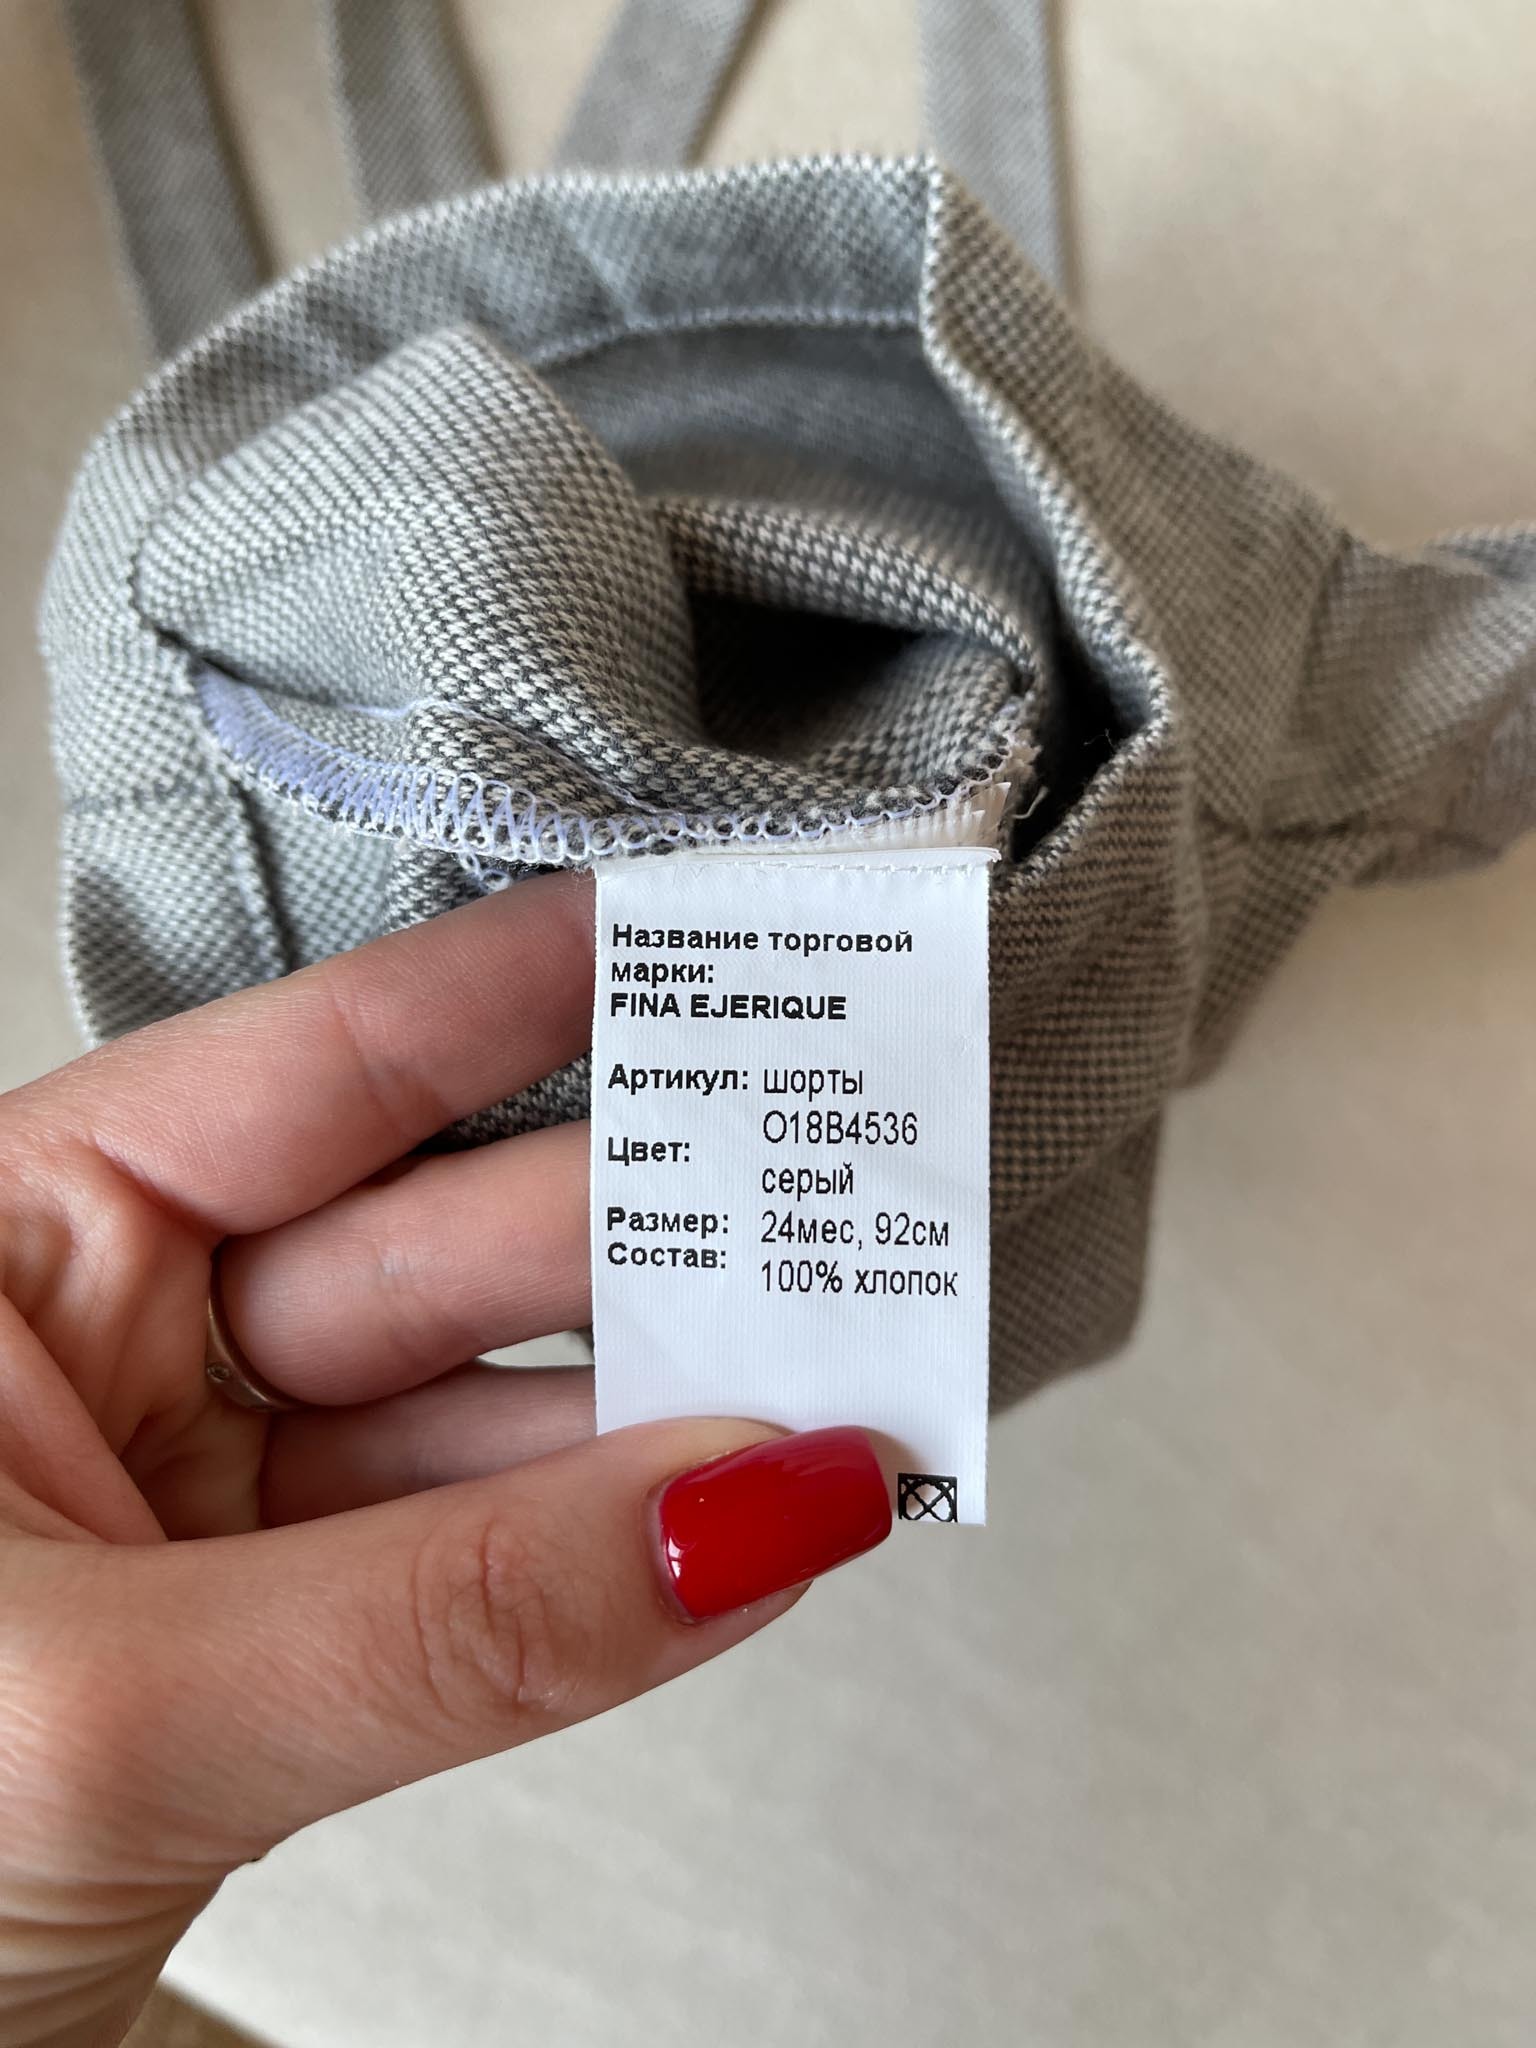 Название торговой
марки:
FINA EJERIQUE
Артикул: шорты
O18B4536
Цвет:
серый
Размер: 24мес, 92см
Состав: 100% хлопок